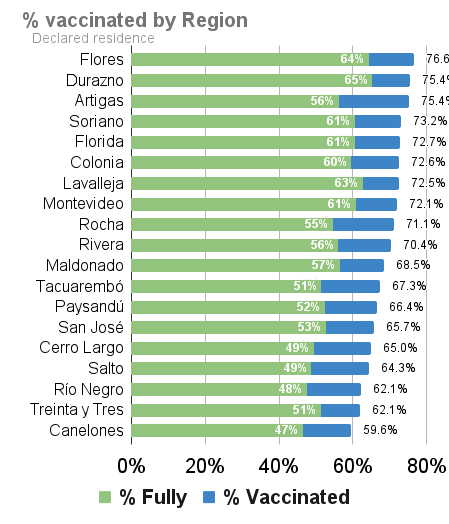 % vaccinated by Region
Declared residence
Flores 64% 76.6
Durazno 65% 75.4%
Artigas 56% 75.4%
Soriano 61% 73.2%
Florida 61% 72.7%
Colonia 60% 72.6%
Lavalleja 63% 72.5%
Montevideo 61% 72.1%
Rocha 55% 71.1%
Rivera 56% 70.4%
Maldonado 57% 68.5%
Tacuarembó 51% 67.3%
Paysandú 52% 66.4%
San José 53% 65.7%
Cerro Largo 49% 65.0%
Salto 49% 64.3%
Río Negro 48% 62.1%
Treinta y Tres 51% 62.1%
Canelones 47% 59.6%
0% 20% 40% 60% 80%
% Fully % Vaccinated